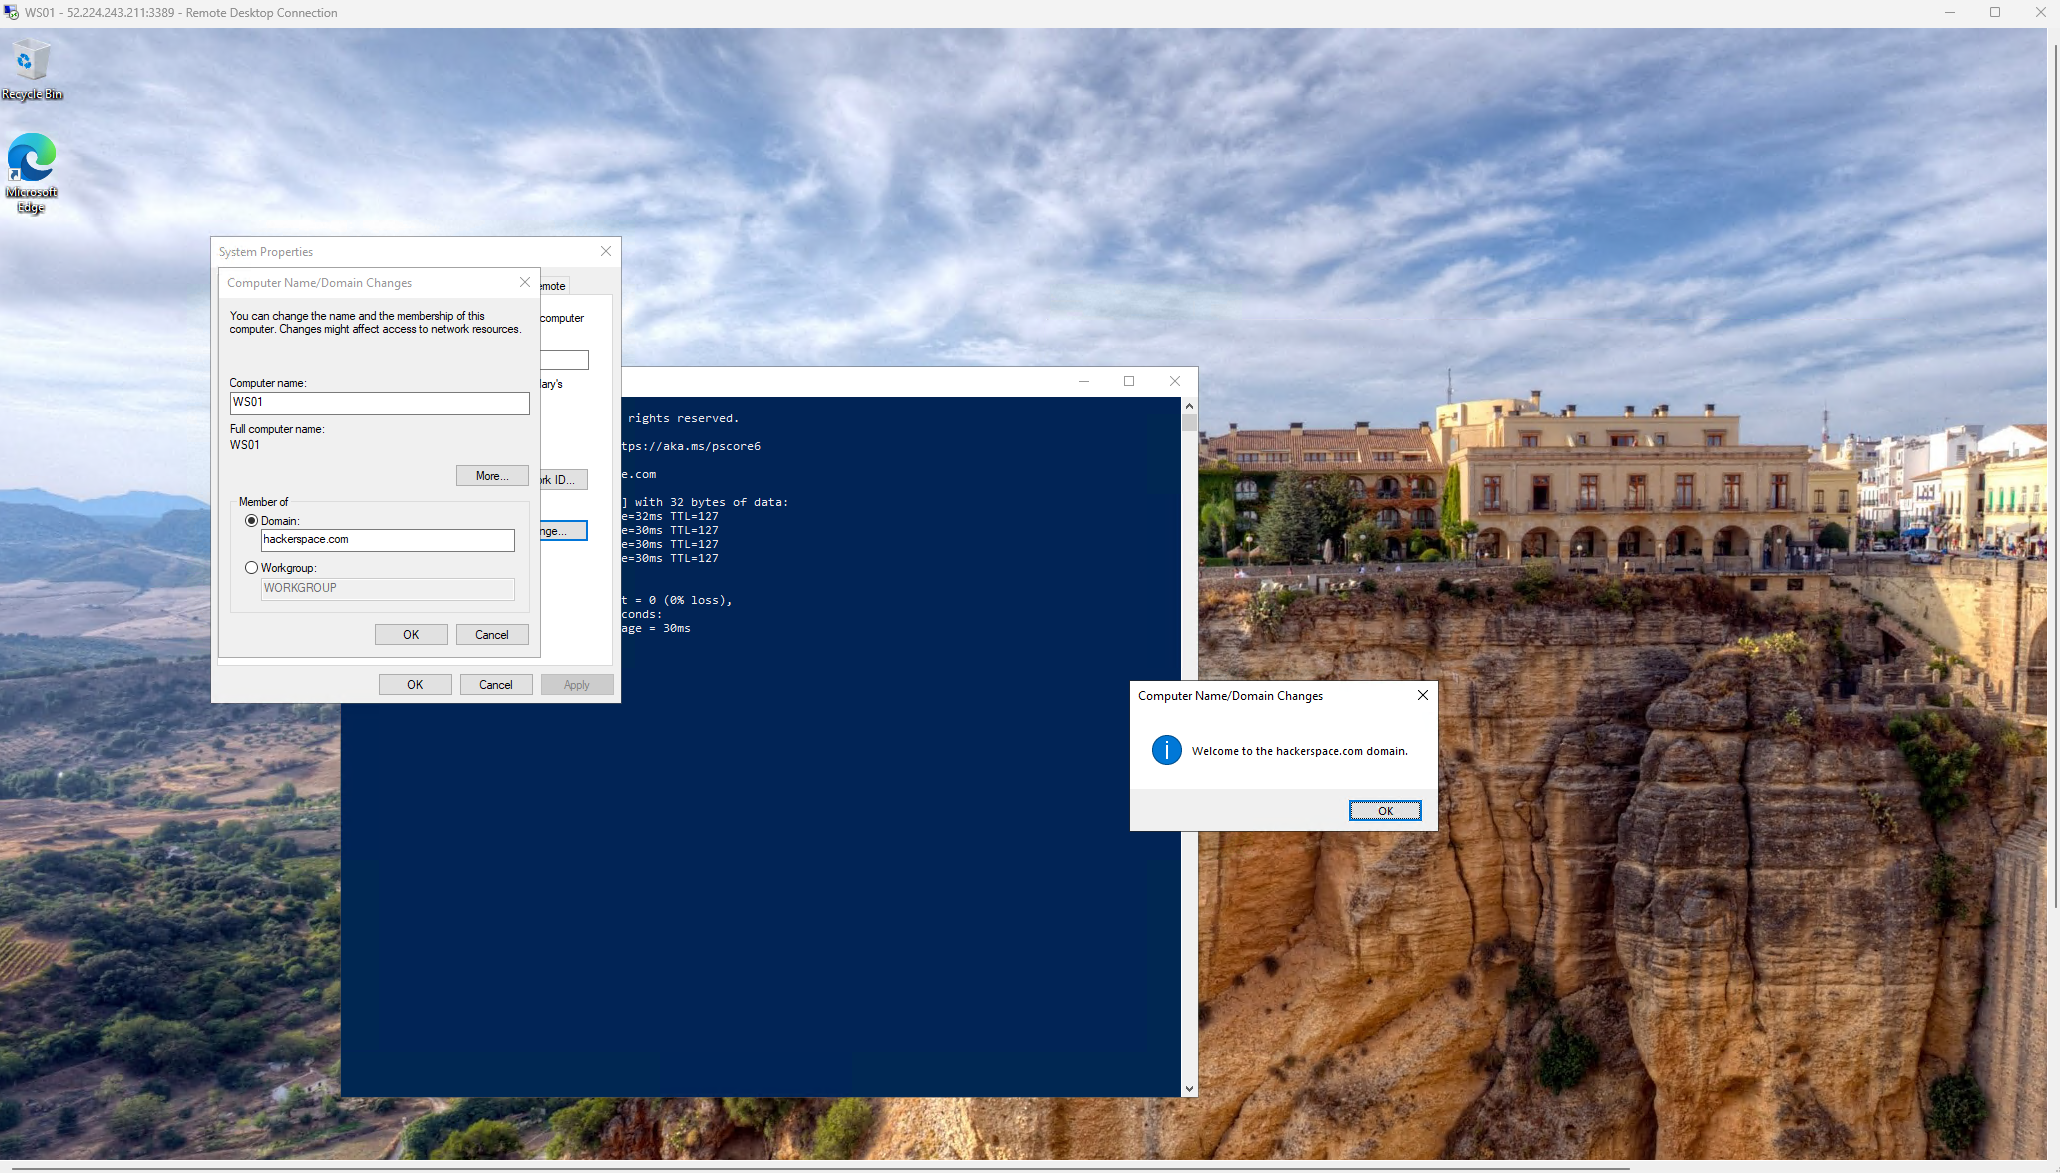 WS01 - 52.224.243.211:3389 - Remote Desktop Connection
Recycle Bin
Microsoft
Edge
System Properties
Computer Name/Domain Changes
You can change the name and the membership of this
computer. Changes might affect access to network resources.
Computer name:
WS01
Full computer name:
WS01
More...
Member of
Domain:
hackerspace.com
Workgroup:
WORKGROUP
OK
Cancel
emote
computer
ary's
rk ID...
nge...
OK
Cancel
Apply
rights reserved.
tps://aka.ms/pscore6
e.com
] with 32 bytes of data:
e=32ms TTL=127
e=30ms TTL=127
e=30ms TTL=127
e=30ms TTL=127
t = 0 (0% loss),
conds:
age = 30ms
Computer Name/Domain Changes
Welcome to the hackerspace.com domain.
OK